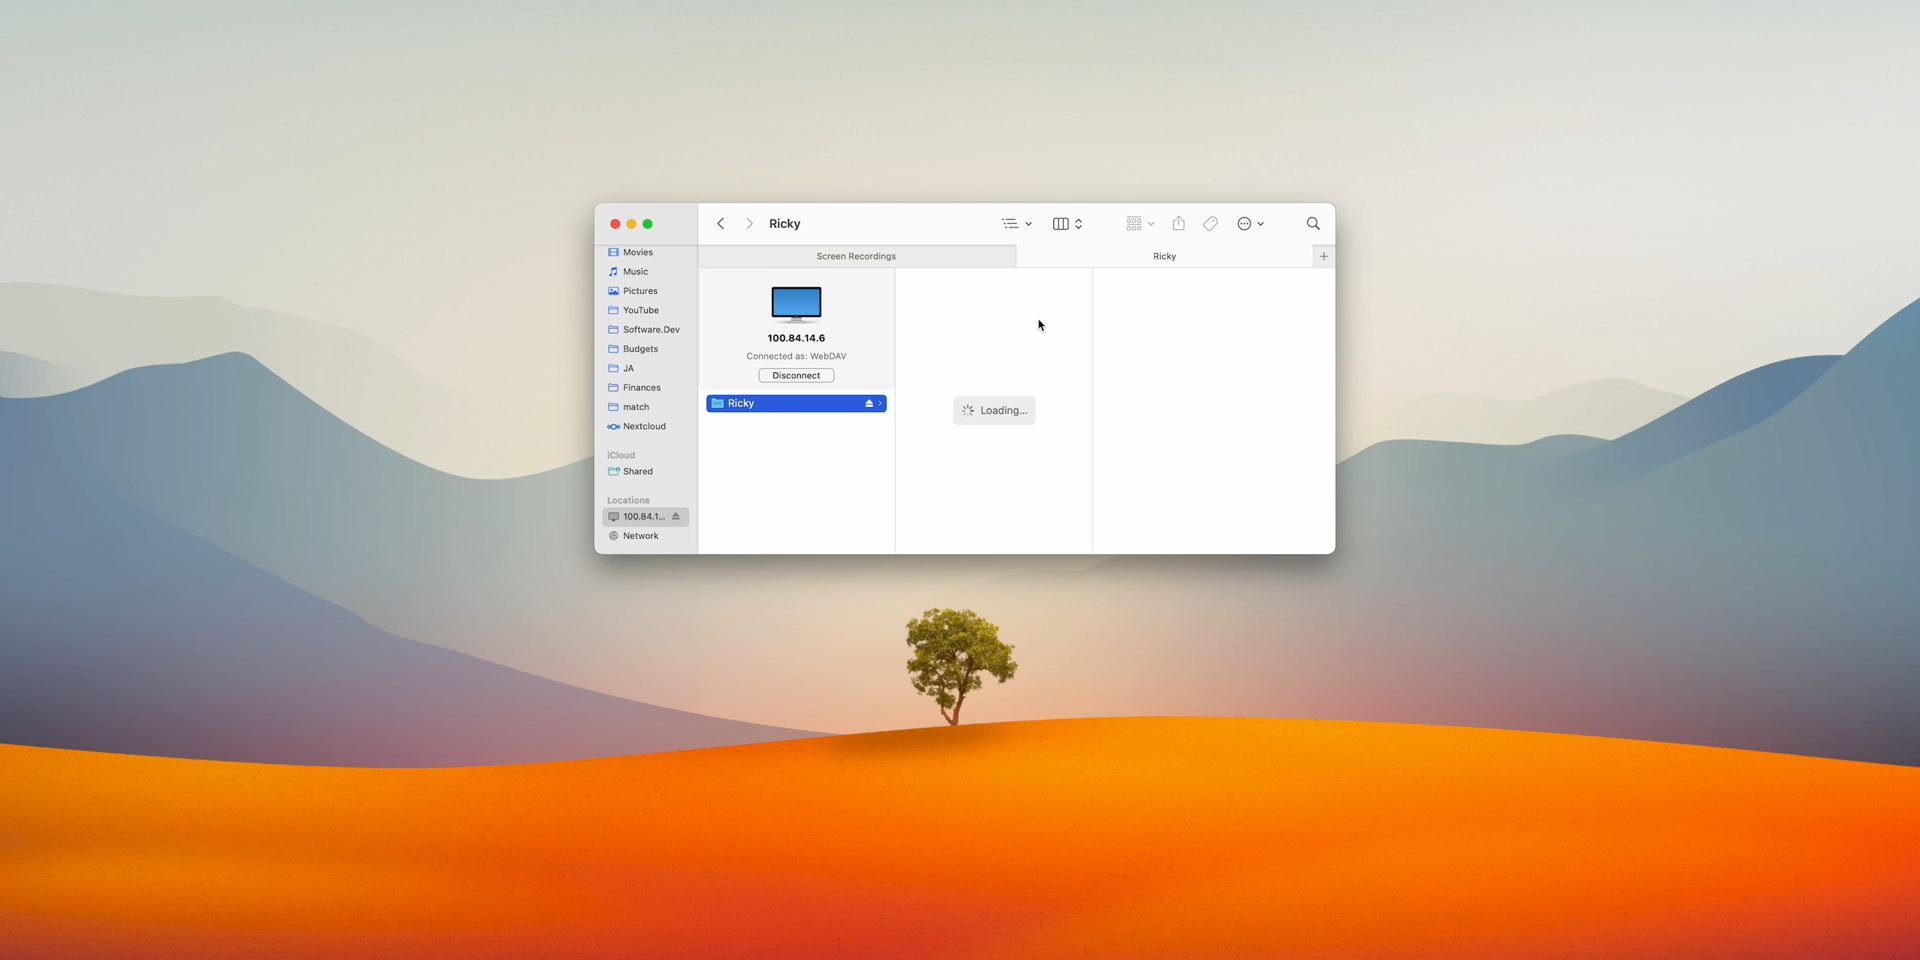 Ricky
Screen Recordings
Ricky
Movies
Music
Pictures
YouTube
Software.Dev
Budgets
JA
Finances
match
Nextcloud
iCloud
Shared
Locations
100.84.1...
Network
100.84.14.6
Connected as: WebDAV
Disconnect
Ricky
Loading...